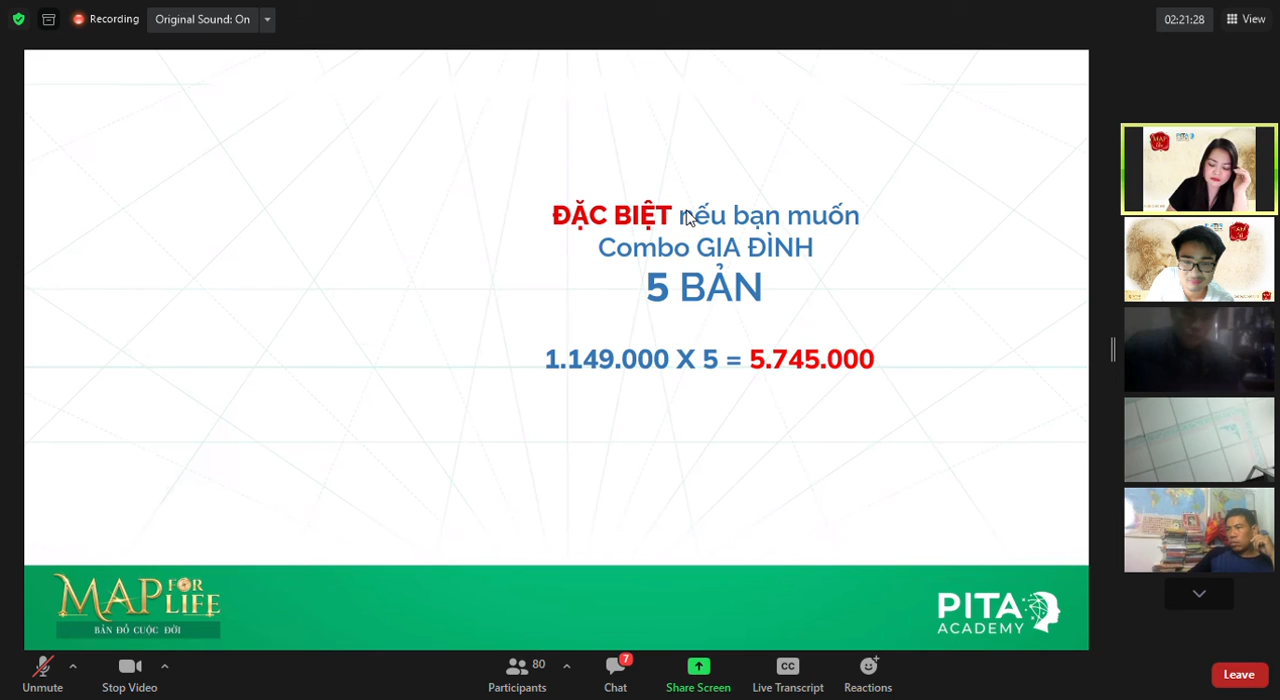 Recording
Original Sound: On
02:21:28
View
ĐẶC BIỆT nếu bạn muốn
Combo GIA ĐÌNH
5 BẢN
1.149.000 X 5 = 5.745.000
MAP FOR LIFE
BẢN ĐỒ CUỘC ĐỜI
PITA
ACADEMY
Unmute
Stop Video
80
Participants
7
Chat
Share Screen
CC
Live Transcript
Reactions
Leave